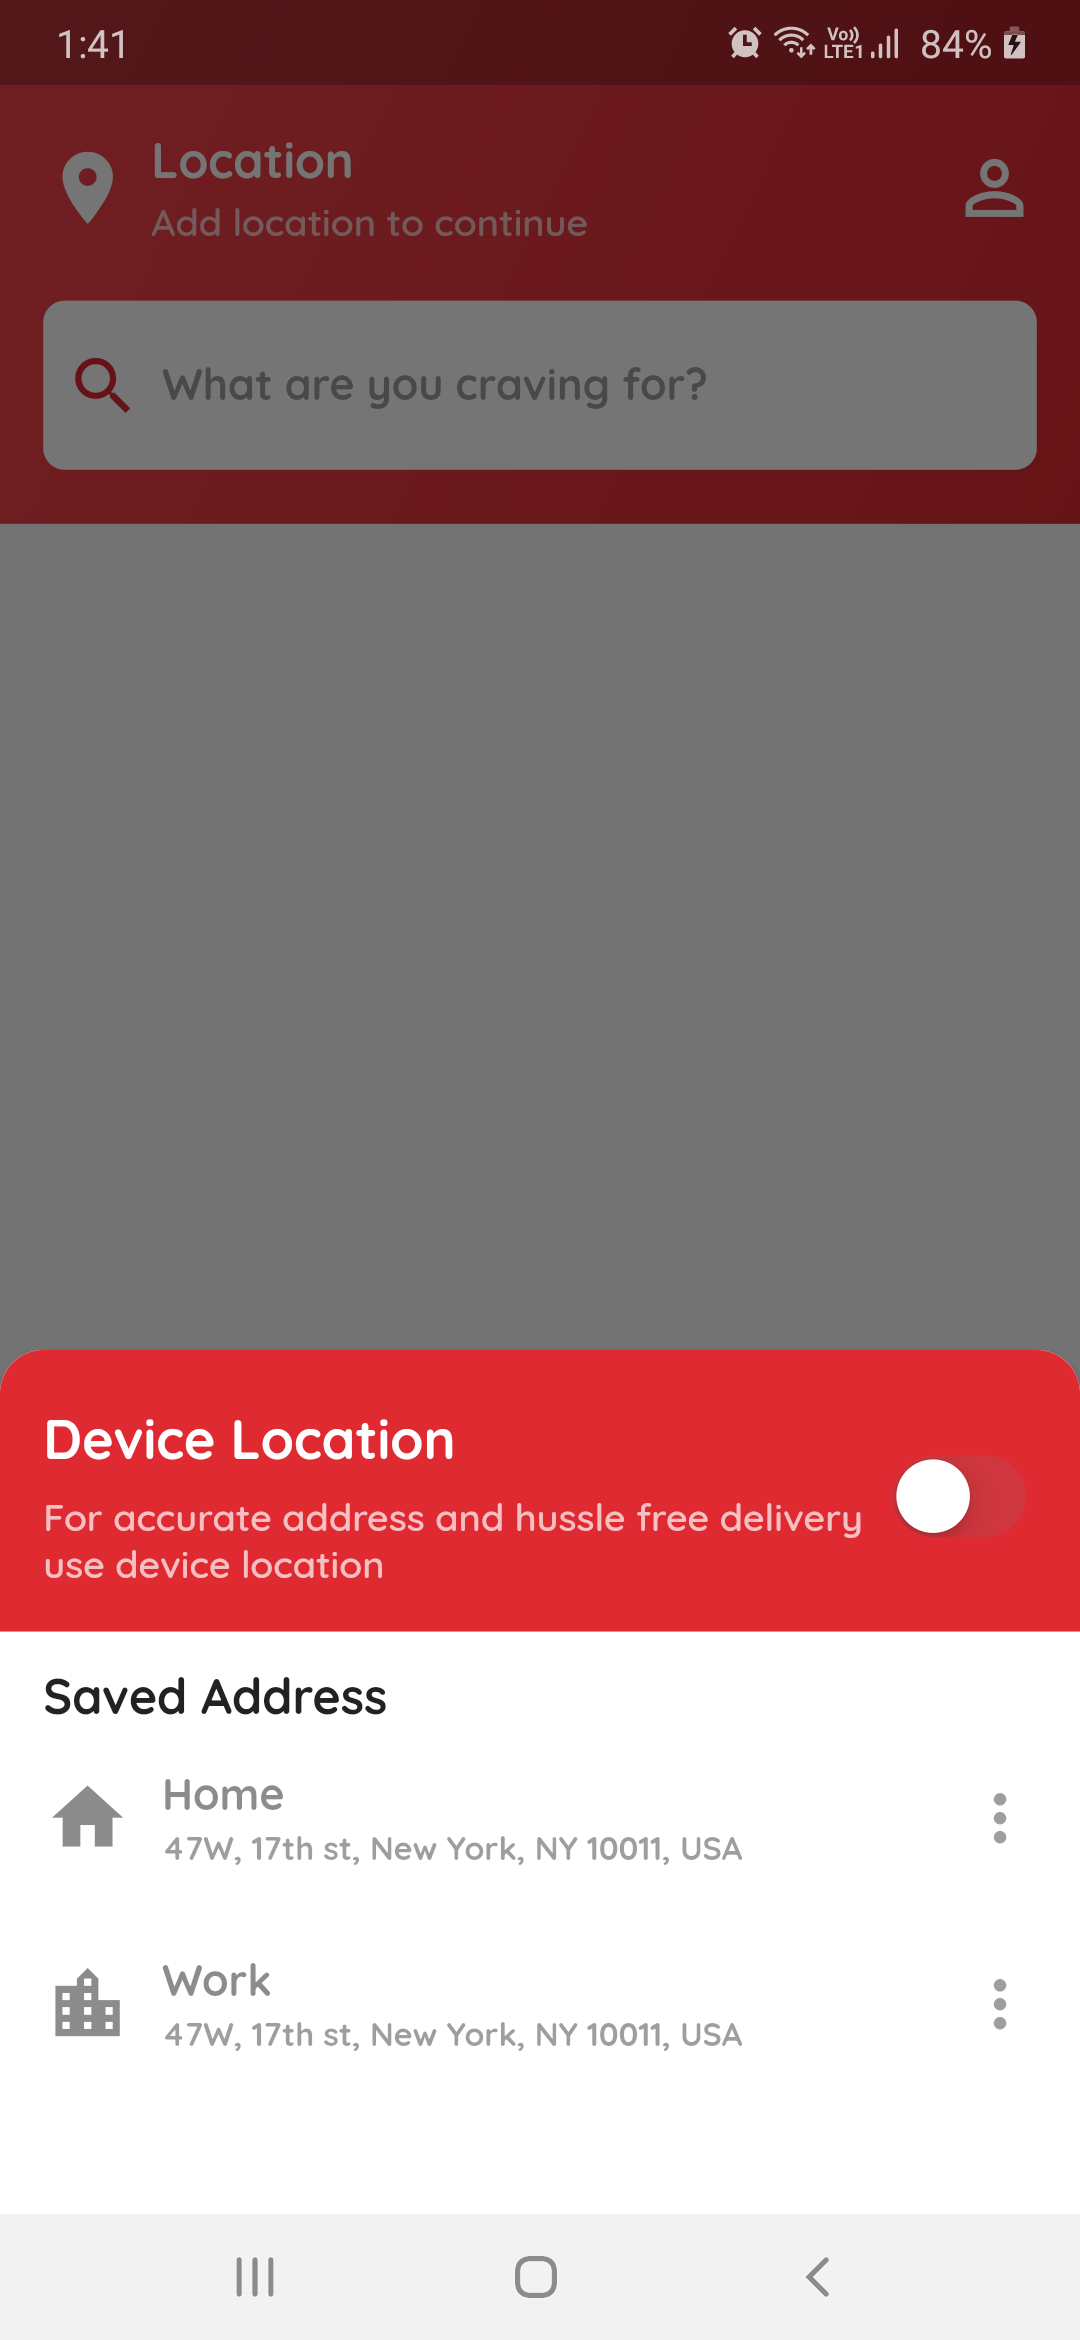 1:41
Vo)) LTE1 84%
Location
Add location to continue
What are you craving for?
Device Location
For accurate address and hussle free delivery
use device location
Saved Address
Home
47W, 17th st, New York, NY 10011, USA
Work
47W, 17th st, New York, NY 10011, USA